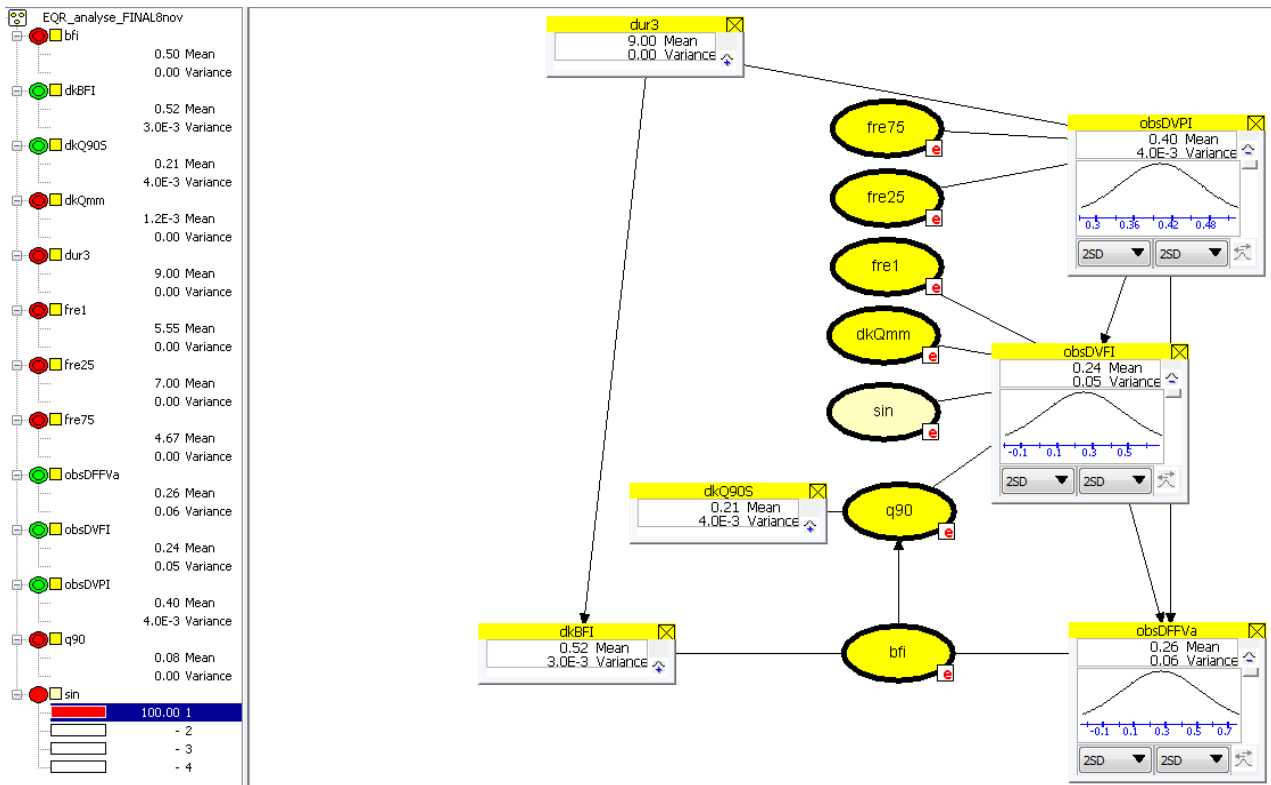 EQR_analyse_FINAL8nov
bfi
0.50 Mean
0.00 Variance
dkBFI
0.52 Mean
3.0E-3 Variance
dkQ90S
0.21 Mean
4.0E-3 Variance
dkQmm
1.2E-3 Mean
0.00 Variance
dur3
9.00 Mean
0.00 Variance
fre1
5.55 Mean
0.00 Variance
fre25
7.00 Mean
0.00 Variance
fre75
4.67 Mean
0.00 Variance
obsDFFVa
0.26 Mean
0.06 Variance
obsDVFI
0.24 Mean
0.05 Variance
obsDVPI
0.40 Mean
4.0E-3 Variance
q90
0.08 Mean
0.00 Variance
sin
100.00 1
- 2
- 3
- 4
dur3
9.00 Mean
0.00 Variance
fre75
e
fre25
e
fre1
e
dkQmm
e
sin
e
obsDVPI
0.40 Mean
4.0E-3 Variance
0.3 0.36 0.42 0.48
2SD 2SD
obsDVFI
0.24 Mean
0.05 Variance
-0.1 0.1 0.3 0.5
2SD 2SD
dkQ90S
0.21 Mean
4.0E-3 Variance
q90
e
dkBFI
0.52 Mean
3.0E-3 Variance
bfi
e
obsDFFVa
0.26 Mean
0.06 Variance
-0.1 0.1 0.3 0.5 0.7
2SD 2SD